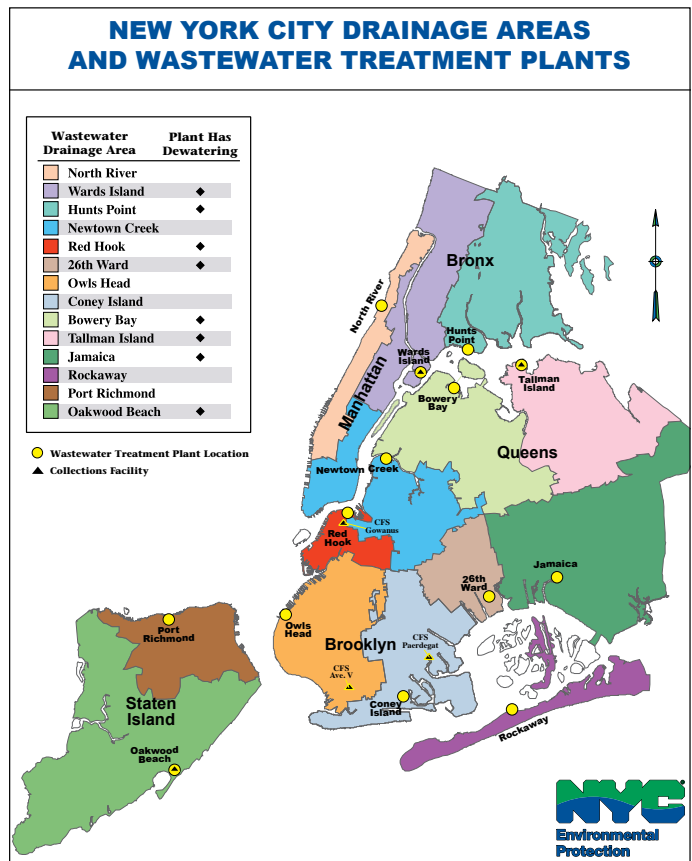 NEW YORK CITY DRAINAGE AREAS
AND WASTEWATER TREATMENT PLANTS
Wastewater Plant Has
Drainage Area Dewatering
North River
Wards Island ◆
Hunts Point ◆
Newtown Creek
Red Hook ◆
26th Ward ◆
Owls Head
Coney Island
Bowery Bay ◆
Tallman Island ◆
Jamaica ◆
Rockaway
Port Richmond
Oakwood Beach ◆
Wastewater Treatment Plant Location
Collections Facility
Bronx
North River
Hunts
Point
Wards
Island
Manhattan
Tallman
Island
Bowery
Bay
Queens
Newtown Creek
CFS
Gowanus
Red
Hook
Jamaica
26th
Ward
Owls
Head
Brooklyn
CFS
Paerdegat
CFS
Ave. V
Coney
Island
Rockaway
Port
Richmond
Staten
Island
Oakwood
Beach
NYC
Environmental
Protection